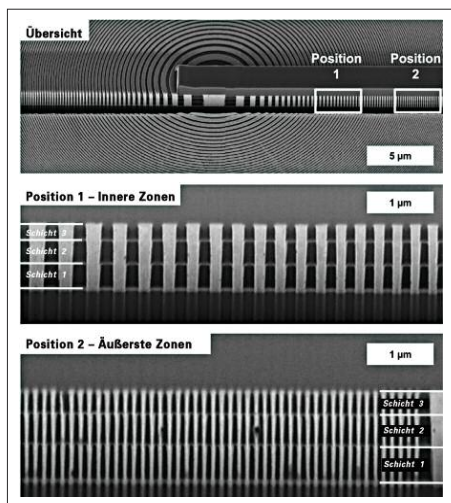 Übersicht
Position
1
Position
2
5 µm
Position 1 – Innere Zonen
1 µm
Schicht 3
Schicht 2
Schicht 1
Position 2 – Äußerste Zonen
1 µm
Schicht 3
Schicht 2
Schicht 1